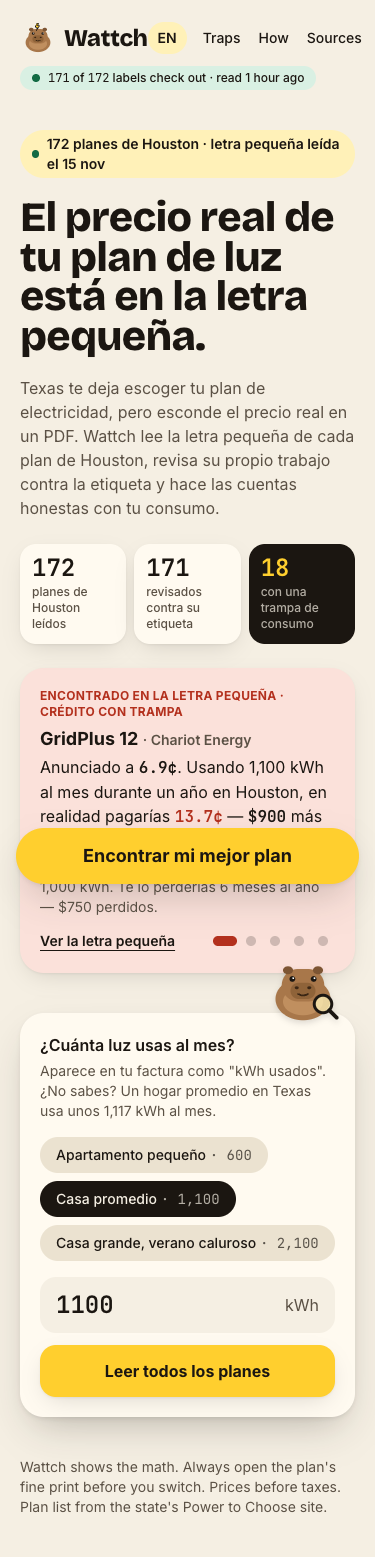 Wattch EN Traps How Sources
171 of 172 labels check out · read 1 hour ago
172 planes de Houston · letra pequeña leída
el 15 nov
El precio real de
tu plan de luz
está en la letra
pequeña.
Texas te deja escoger tu plan de
electricidad, pero esconde el precio real en
un PDF. Wattch lee la letra pequeña de cada
plan de Houston, revisa su propio trabajo
contra la etiqueta y hace las cuentas
honestas con tu consumo.
172
planes de
Houston
leídos
171
revisados
contra su
etiqueta
18
con una
trampa de
consumo
ENCONTRADO EN LA LETRA PEQUEÑA ·
CRÉDITO CON TRAMPA
GridPlus 12 · Chariot Energy
Anunciado a 6.9¢. Usando 1,100 kWh
al mes durante un año en Houston, en
realidad pagarías 13.7¢ — $900 más
Encontrar mi mejor plan
1,000 kWh. Te lo perderías 6 meses al año
— $750 perdidos.
Ver la letra pequeña
¿Cuánta luz usas al mes?
Aparece en tu factura como "kWh usados".
¿No sabes? Un hogar promedio en Texas
usa unos 1,117 kWh al mes.
Apartamento pequeño · 600
Casa promedio · 1,100
Casa grande, verano caluroso · 2,100
1100 kWh
Leer todos los planes
Wattch shows the math. Always open the plan's
fine print before you switch. Prices before taxes.
Plan list from the state's Power to Choose site.